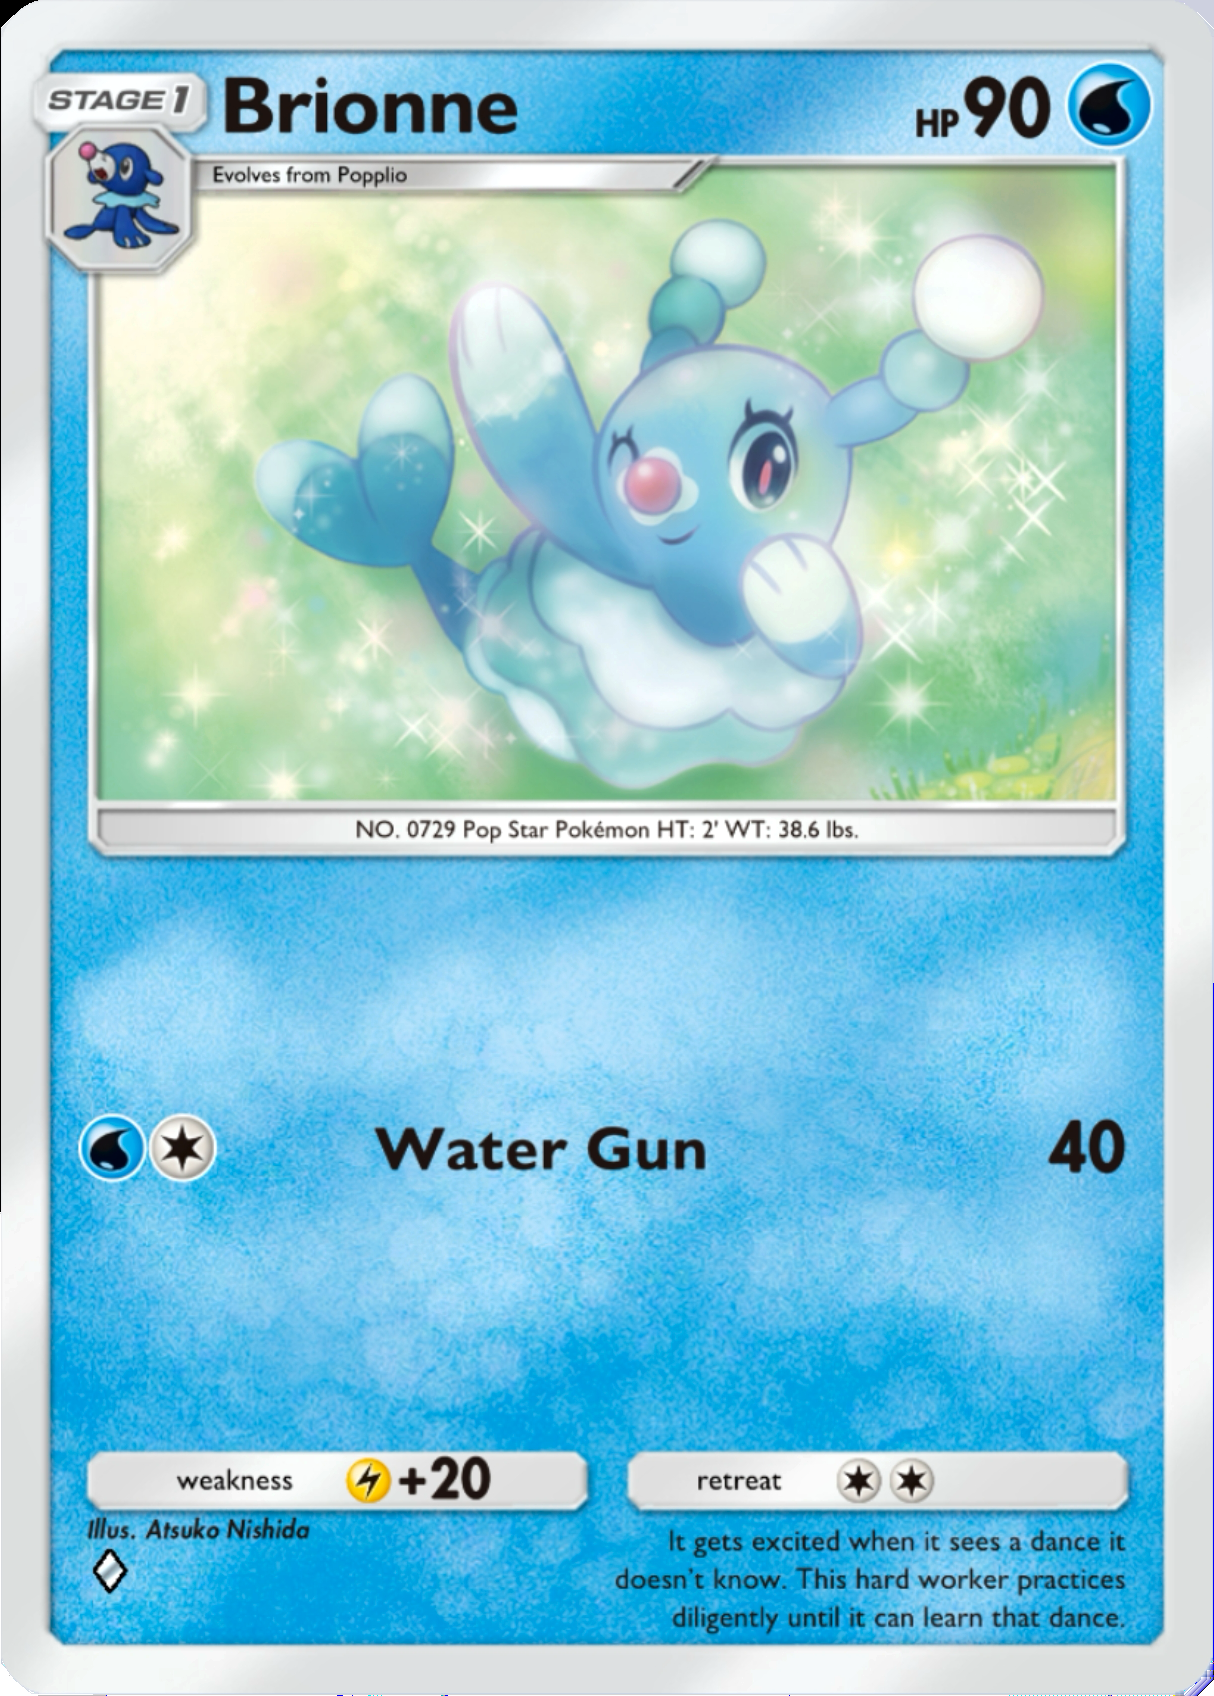 STAGE 1
Brionne
HP 90
Evolves from Popplio
NO. 0729 Pop Star Pokémon HT: 2' WT: 38.6 lbs.
Water Gun 40
weakness +20
retreat
Illus. Atsuko Nishida
It gets excited when it sees a dance it
doesn't know. This hard worker practices
diligently until it can learn that dance.